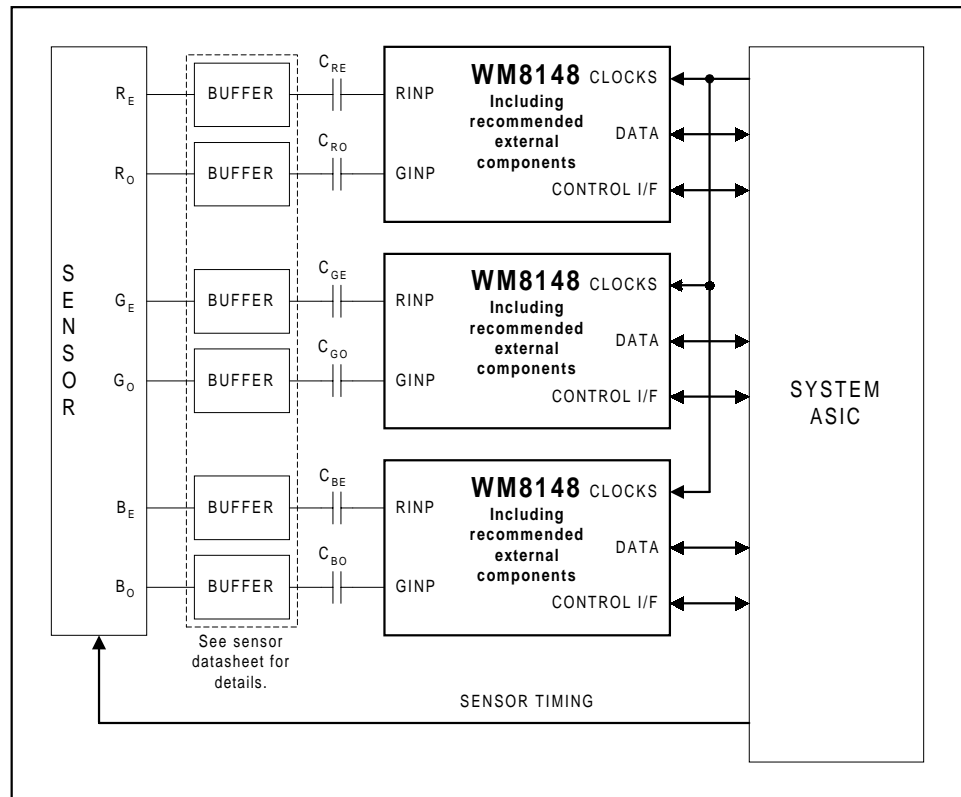 SENSOR
R_E
BUFFER
C_RE
RINP
WM8148
Including
recommended
external
components
CLOCKS
DATA
CONTROL I/F
R_O
BUFFER
C_RO
GINP
G_E
BUFFER
C_GE
RINP
WM8148
Including
recommended
external
components
CLOCKS
DATA
CONTROL I/F
G_O
BUFFER
C_GO
GINP
B_E
BUFFER
C_BE
RINP
WM8148
Including
recommended
external
components
CLOCKS
DATA
CONTROL I/F
B_O
BUFFER
C_BO
GINP
SYSTEM
ASIC
See sensor
datasheet for
details.
SENSOR TIMING